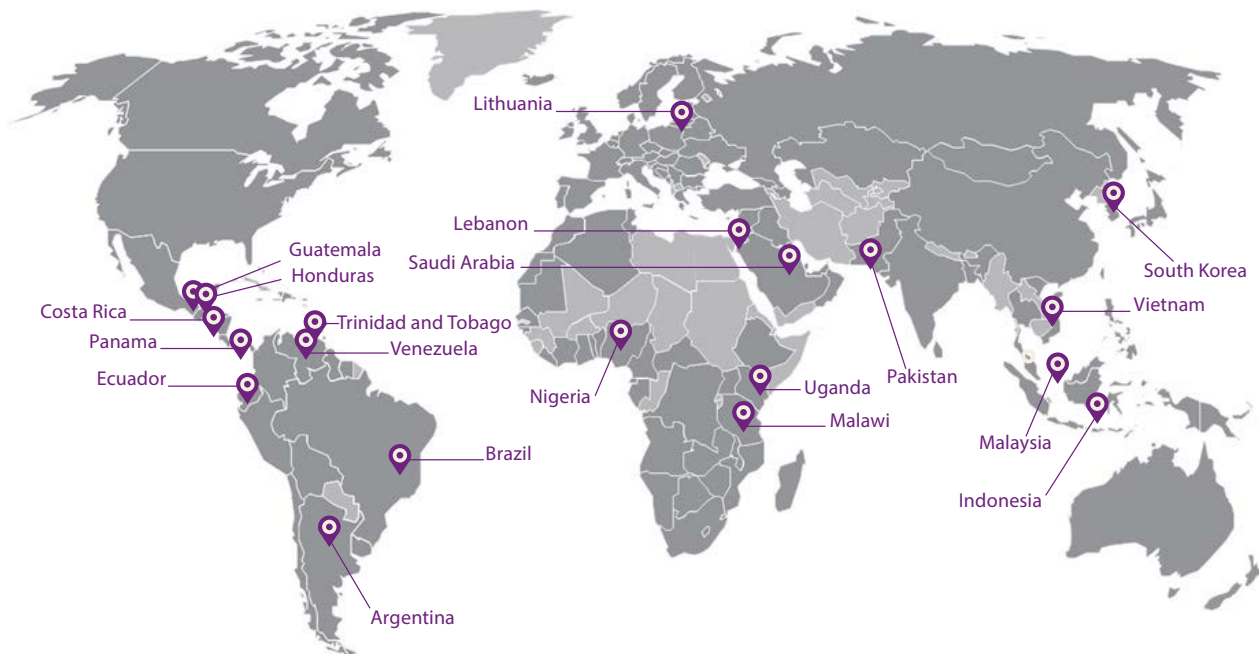 Lithuania
Lebanon
Saudi Arabia
Guatemala
Honduras
Costa Rica
Trinidad and Tobago
Panama
Venezuela
Ecuador
South Korea
Vietnam
Pakistan
Nigeria
Uganda
Malawi
Malaysia
Brazil
Indonesia
Argentina